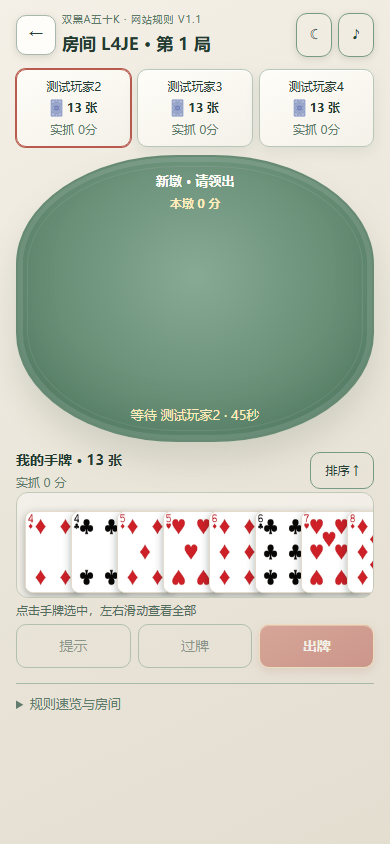 ←
双黑A五十K · 网站规则 V1.1
房间 L4JE • 第 1 局
☾
♪
测试玩家2
13 张
实抓 0分
测试玩家3
13 张
实抓 0分
测试玩家4
13 张
实抓 0分
新墩 • 请领出
本墩 0 分
等待 测试玩家2 · 45秒
我的手牌 • 13 张
实抓 0 分
排序↑
4 4 5 5 6 6 7 8
点击手牌选中，左右滑动查看全部
提示
过牌
出牌
▶ 规则速览与房间